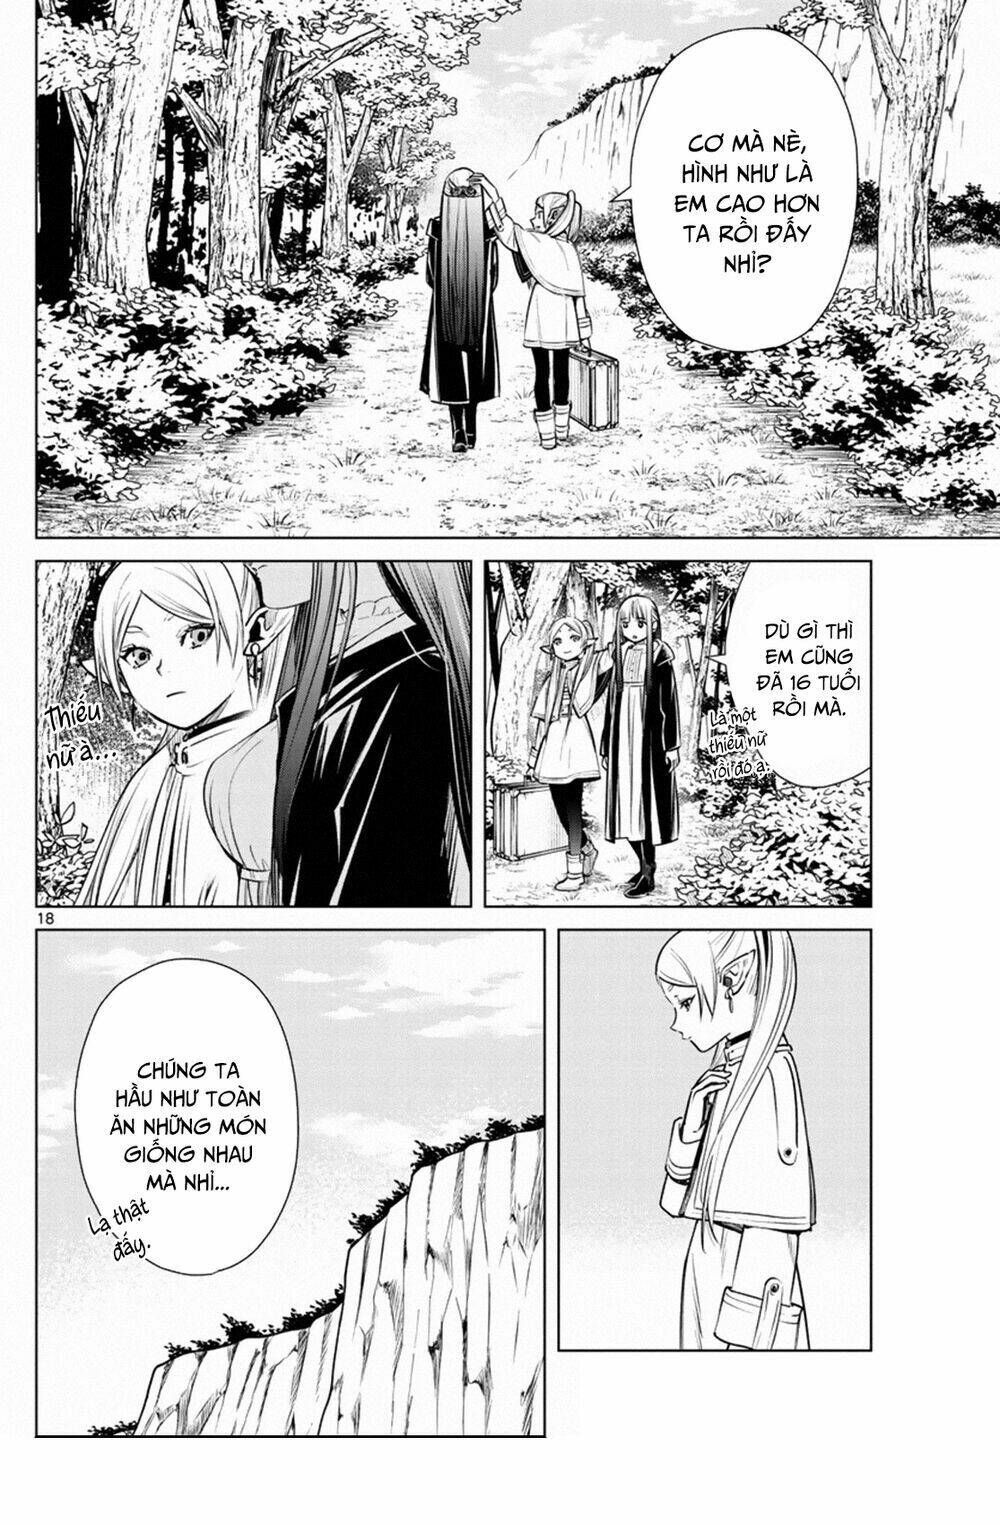 CƠ MÀ NÈ,
HÌNH NHƯ LÀ
EM CAO HƠN
TA RỒI ĐẤY
NHỈ?
DÙ GÌ THÌ
EM CŨNG
ĐÃ 16 TUỔI
RỒI MÀ.
Là một
thiếu nữ
rồi đó ạ.
Thiếu
nữ à...
18
CHÚNG TA
HẦU NHƯ TOÀN
ĂN NHỮNG MÓN
GIỐNG NHAU
MÀ NHỈ...
Lạ thật
đấy.